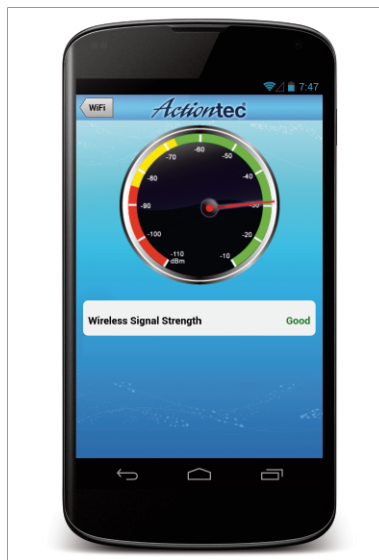 7:47
WiFi
Actiontec
-60
-70
-50
-80
-40
-90
-30
-100
-20
-110
dBm
-10
Wireless Signal Strength
Good